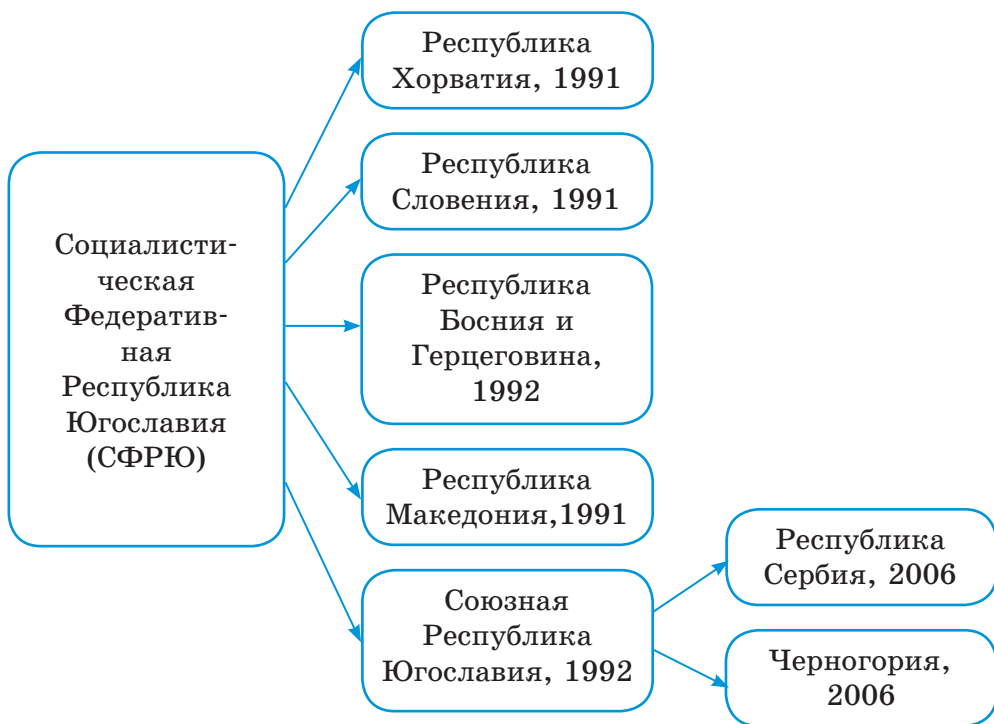 Социалисти-
ческая
Федератив-
ная
Республика
Югославия
(СФРЮ)
Республика
Хорватия, 1991
Республика
Словения, 1991
Республика
Босния и
Герцеговина,
1992
Республика
Македония,1991
Союзная
Республика
Югославия, 1992
Республика
Сербия, 2006
Черногория,
2006